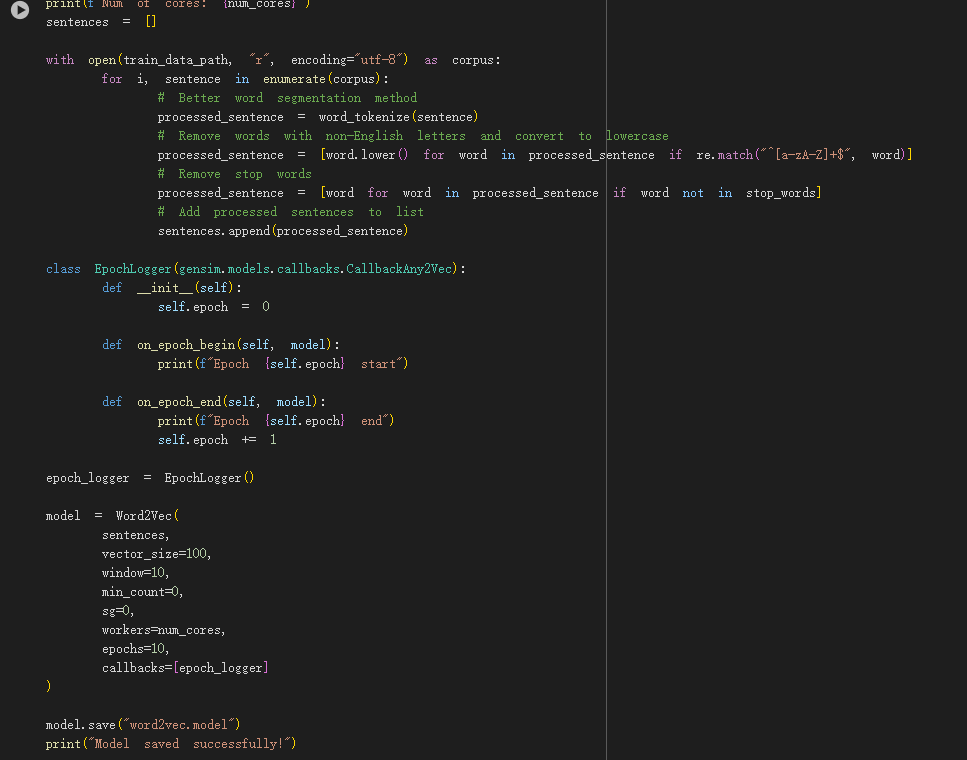 print(f"Num of cores: {num_cores}")
sentences = []
with open(train_data_path, "r", encoding="utf-8") as corpus:
for i, sentence in enumerate(corpus):
# Better word segmentation method
processed_sentence = word_tokenize(sentence)
# Remove words with non-English letters and convert to lowercase
processed_sentence = [word.lower() for word in processed_sentence if re.match("^[a-zA-Z]+$", word)]
# Remove stop words
processed_sentence = [word for word in processed_sentence if word not in stop_words]
# Add processed sentences to list
sentences.append(processed_sentence)
class EpochLogger(gensim.models.callbacks.CallbackAny2Vec):
def __init__(self):
self.epoch = 0
def on_epoch_begin(self, model):
print(f"Epoch {self.epoch} start")
def on_epoch_end(self, model):
print(f"Epoch {self.epoch} end")
self.epoch += 1
epoch_logger = EpochLogger()
model = Word2Vec(
sentences,
vector_size=100,
window=10,
min_count=0,
sg=0,
workers=num_cores,
epochs=10,
callbacks=[epoch_logger]
)
model.save("word2vec.model")
print("Model saved successfully!")